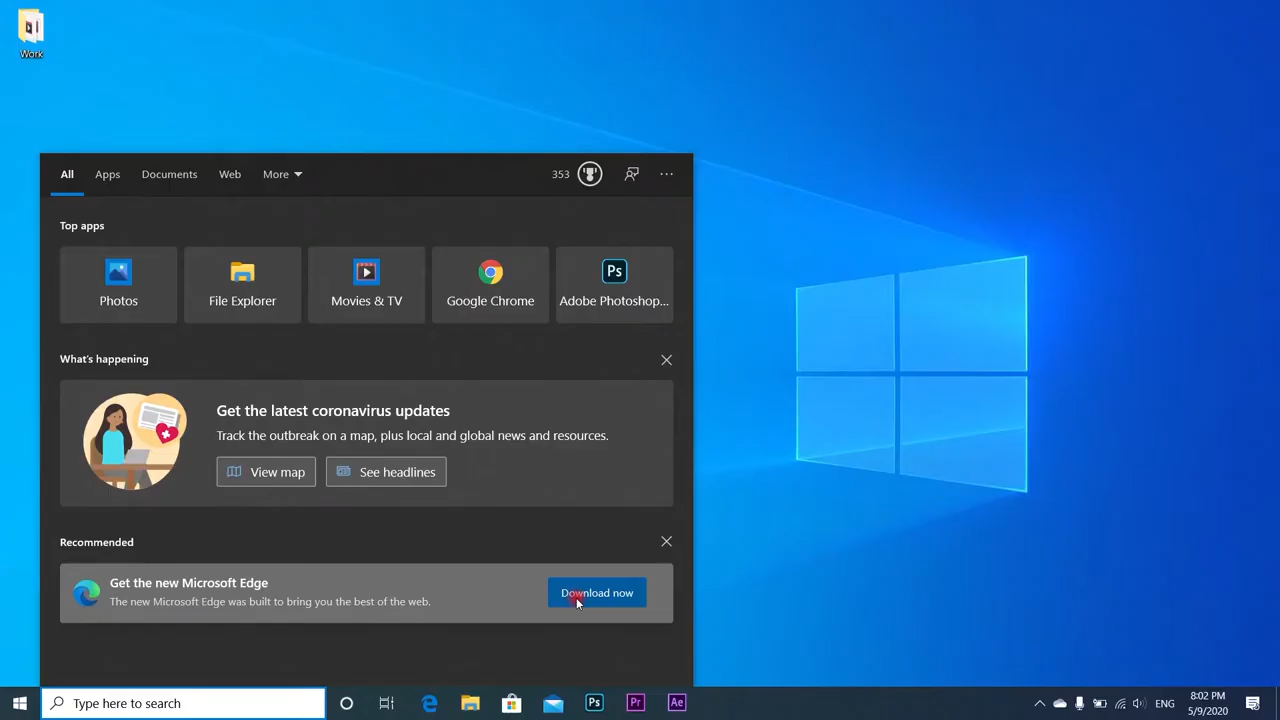 Work
All Apps Documents Web More 353
Top apps
Photos File Explorer Movies & TV Google Chrome Adobe Photoshop...
Ps
What's happening
Get the latest coronavirus updates
Track the outbreak on a map, plus local and global news and resources.
View map See headlines
Recommended
Get the new Microsoft Edge
The new Microsoft Edge was built to bring you the best of the web.
Download now
Type here to search Ps Pr Ae ENG 8:02 PM
5/9/2020